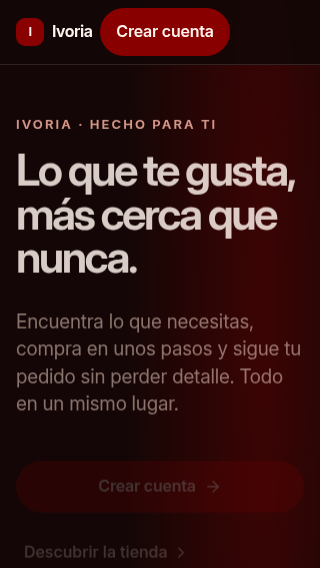 I Ivoria Crear cuenta
IVORIA · HECHO PARA TI
Lo que te gusta,
más cerca que
nunca.
Encuentra lo que necesitas,
compra en unos pasos y sigue tu
pedido sin perder detalle. Todo
en un mismo lugar.
Crear cuenta →
Descubrir la tienda >